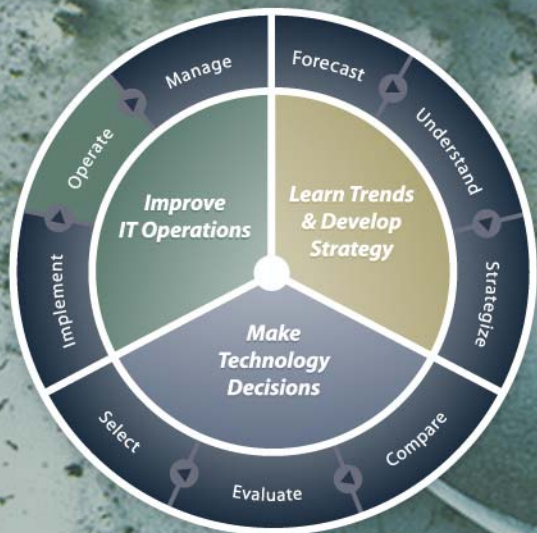 Manage
Forecast
Operate
Understand
Improve
IT Operations
Learn Trends
& Develop
Strategy
Implement
Strategize
Make
Technology
Decisions
Select
Compare
Evaluate